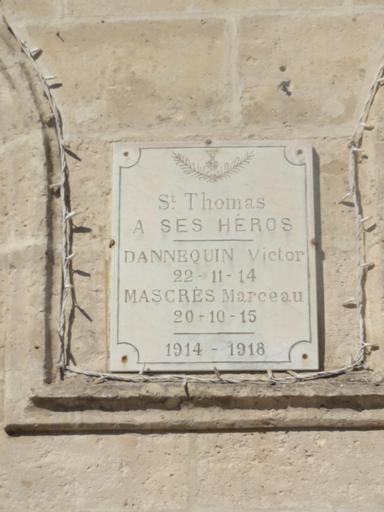 St Thomas
A SES HÉROS
DANNEQUIN Victor
22-11-14
MASCRÈS Marceau
20-10-15
1914 - 1918